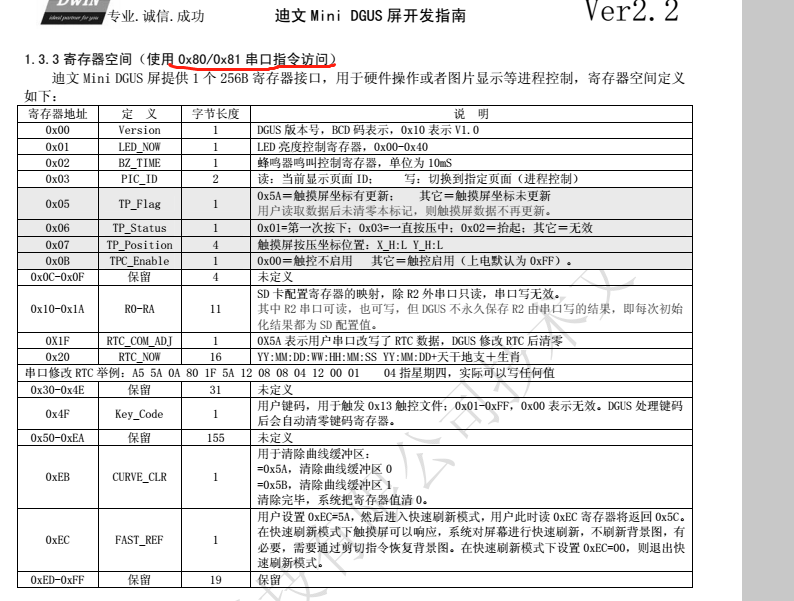 DWIN
专业.诚信.成功
迪文 Mini DGUS 屏开发指南
Ver2.2
1.3.3 寄存器空间（使用 0x80/0x81 串口指令访问）
迪文 Mini DGUS 屏提供 1 个 256B 寄存器接口，用于硬件操作或者图片显示等进程控制，寄存器空间定义
如下：
寄存器地址 定 义 字节长度 说 明
0x00 Version 1 DGUS 版本号，BCD 码表示，0x10 表示 V1.0
0x01 LED_NOW 1 LED 亮度控制寄存器，0x00-0x40
0x02 BZ_TIME 1 蜂鸣器鸣叫控制寄存器，单位为 10mS
0x03 PIC_ID 2 读：当前显示页面 ID； 写：切换到指定页面（进程控制）
0x05 TP_Flag 1 0x5A＝触摸屏坐标有更新； 其它＝触摸屏坐标未更新
用户读取数据后未清零本标记，则触摸屏数据不再更新。
0x06 TP_Status 1 0x01=第一次按下；0x03=一直按压中；0x02＝抬起；其它＝无效
0x07 TP_Position 4 触摸屏按压坐标位置：X_H:L Y_H:L
0x0B TPC_Enable 1 0x00＝触控不启用 其它＝触控启用（上电默认为 0xFF）。
0x0C-0x0F 保留 4 未定义
0x10-0x1A R0-RA 11 SD 卡配置寄存器的映射，除 R2 外串口只读，串口写无效。
其中 R2 串口可读，也可写，但 DGUS 不永久保存 R2 由串口写的结果，即每次初始
化结果都为 SD 配置值。
0X1F RTC_COM_ADJ 1 0X5A 表示用户串口改写了 RTC 数据，DGUS 修改 RTC 后清零
0x20 RTC_NOW 16 YY:MM:DD:WW:HH:MM:SS YY:MM:DD+天干地支十生肖
串口修改 RTC 举例：A5 5A 0A 80 1F 5A 12 08 08 04 12 00 01 04 指星期四，实际可以写任何值
0x30-0x4E 保留 31 未定义
0x4F Key_Code 1 用户键码，用于触发 0x13 触控文件；0x01-0xFF，0x00 表示无效。DGUS 处理键码
后会自动清零键码寄存器。
0x50-0xEA 保留 155 未定义
0xEB CURVE_CLR 1 用于清除曲线缓冲区：
=0x5A，清除曲线缓冲区 0
=0x5B，清除曲线缓冲区 1
清除完毕，系统把寄存器值清 0。
0xEC FAST_REF 1 用户设置 0xEC=5A，然后进入快速刷新模式，用户此时读 0xEC 寄存器将返回 0x5C。
在快速刷新模式下触摸屏可以响应，系统对屏幕进行快速刷新，不刷新背景图，有
必要，需要通过剪切指令恢复背景图。在快速刷新模式下设置 0xEC=00，则退出快
速刷新模式。
0xED-0xFF 保留 19 保留